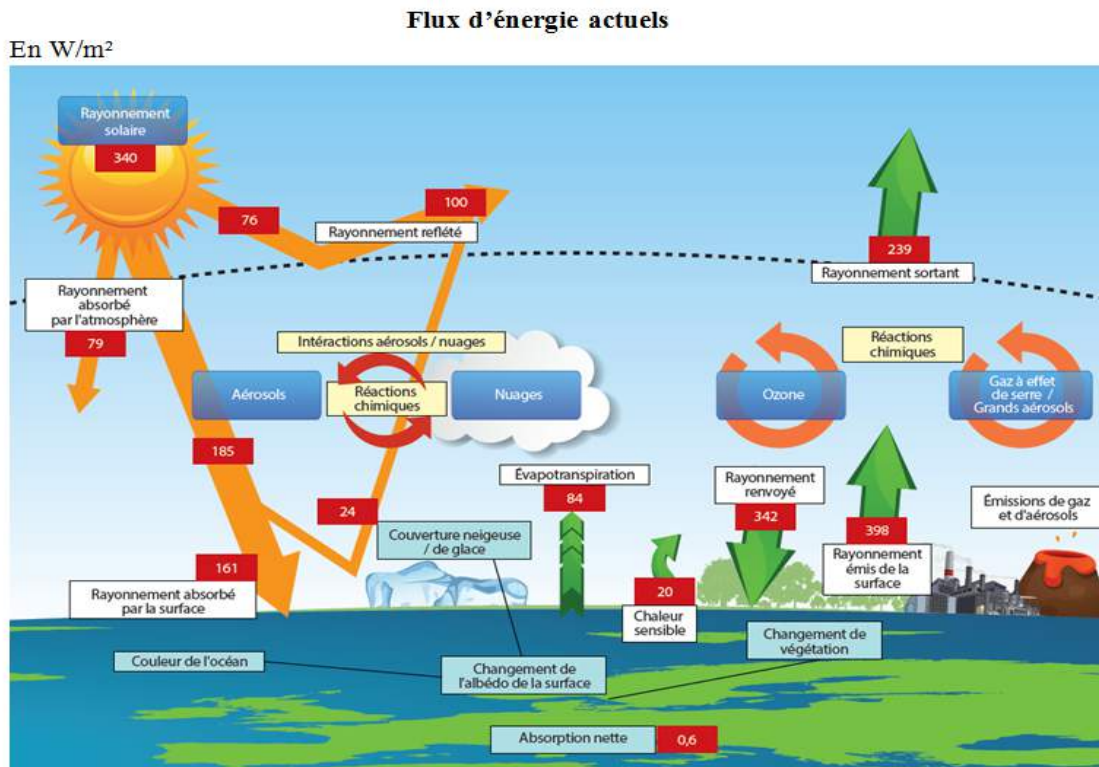 Flux d’énergie actuels
En W/m²
Rayonnement
solaire
340
76
100
Rayonnement reflété
239
Rayonnement sortant
Rayonnement
absorbé
par l'atmosphère
79
Intéractions aérosols / nuages
Réactions
chimiques
Aérosols
Réactions
chimiques
Nuages
Ozone
Gaz à effet
de serre /
Grands aérosols
185
Évapotranspiration
84
Rayonnement
renvoyé
342
24
398
Rayonnement
émis de la
surface
Émissions de gaz
et d'aérosols
Couverture neigeuse
/ de glace
161
Rayonnement absorbé
par la surface
20
Chaleur
sensible
Changement de
végétation
Couleur de l'océan
Changement de
l'albédo de la surface
Absorption nette
0,6